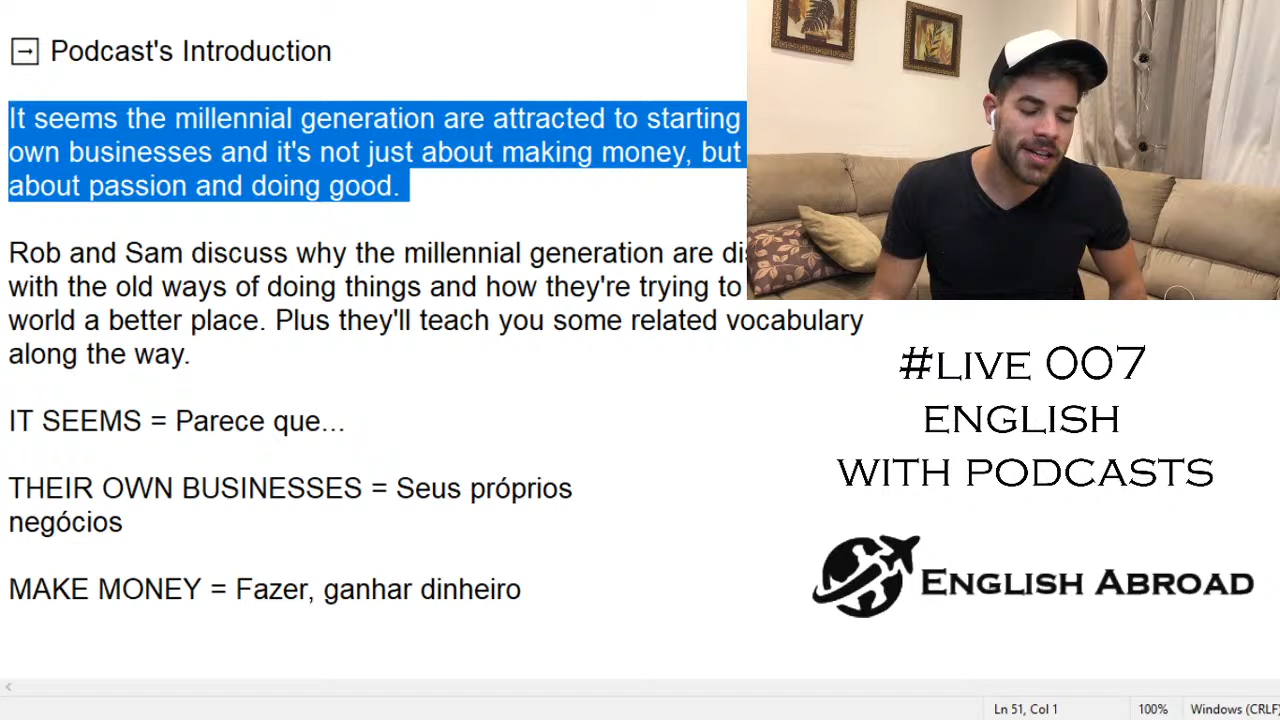 → Podcast's Introduction
It seems the millennial generation are attracted to starting
own businesses and it's not just about making money, but
about passion and doing good.
Rob and Sam discuss why the millennial generation are
with the old ways of doing things and how they're trying to
world a better place. Plus they'll teach you some related vocabulary
along the way.
IT SEEMS = Parece que...
THEIR OWN BUSINESSES = Seus próprios
negócios
MAKE MONEY = Fazer, ganhar dinheiro
#LIVE 007
ENGLISH
WITH PODCASTS
ENGLISH ABROAD
Ln 51, Col 1
100%
Windows (CRLF